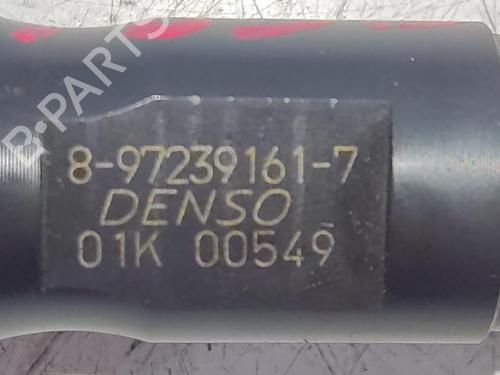 B-PARTS
8-97239161-7
DENSO
01K 00549